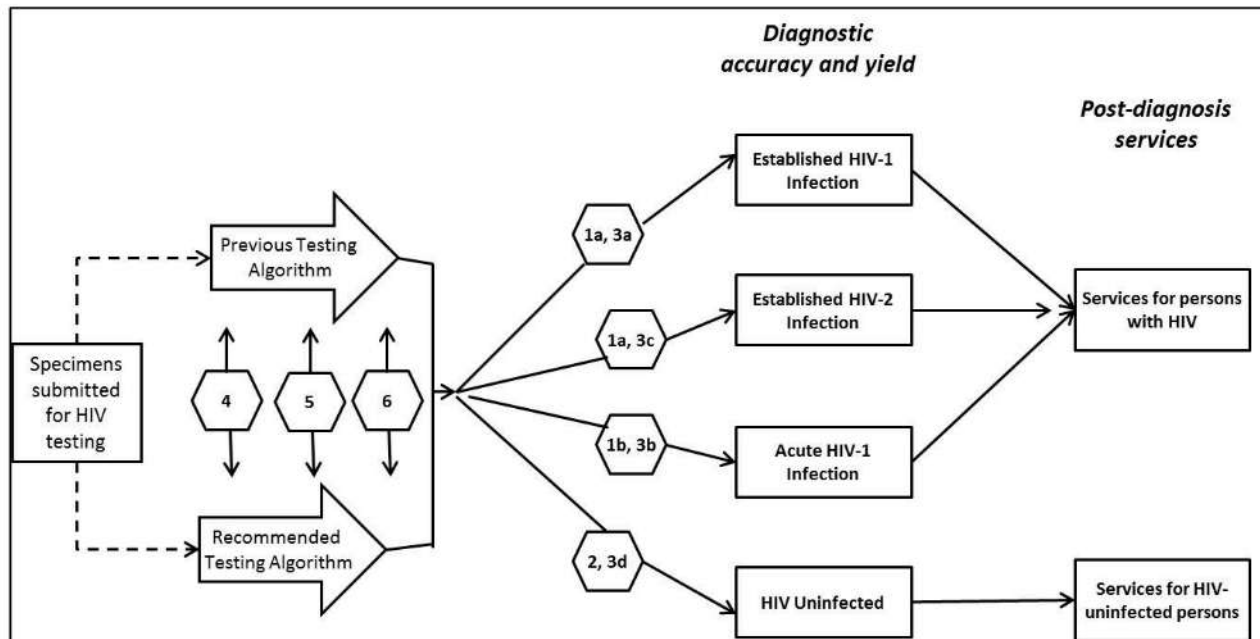 Diagnostic
accuracy and yield
Post-diagnosis
services
Specimens
submitted
for HIV
testing
Previous Testing
Algorithm
4
5
6
Recommended
Testing Algorithm
1a, 3a
1a, 3c
1b, 3b
2, 3d
Established HIV-1
Infection
Established HIV-2
Infection
Acute HIV-1
Infection
HIV Uninfected
Services for persons
with HIV
Services for HIV-
uninfected persons